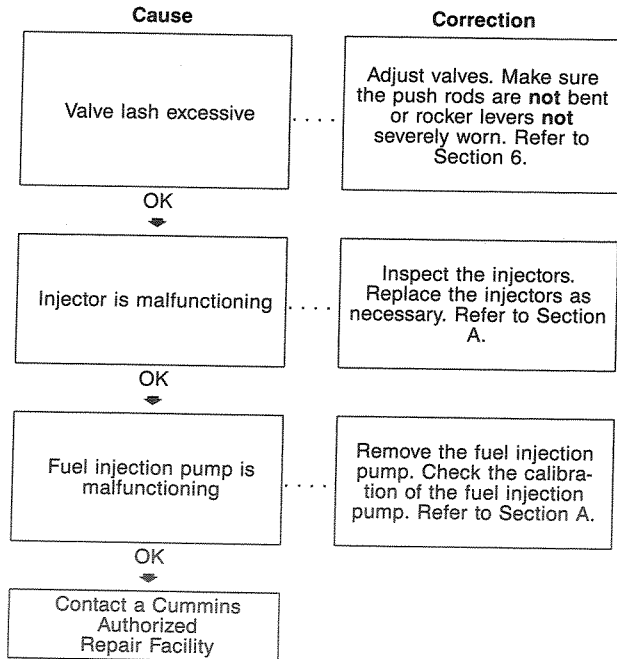 Cause
Correction
Valve lash excessive
. . . .
Adjust valves. Make sure
the push rods are not bent
or rocker levers not
severely worn. Refer to
Section 6.
OK
Injector is malfunctioning
. . . .
Inspect the injectors.
Replace the injectors as
necessary. Refer to Section
A.
OK
Fuel injection pump is
malfunctioning
. . . .
Remove the fuel injection
pump. Check the calibra-
tion of the fuel injection
pump. Refer to Section A.
OK
Contact a Cummins
Authorized
Repair Facility